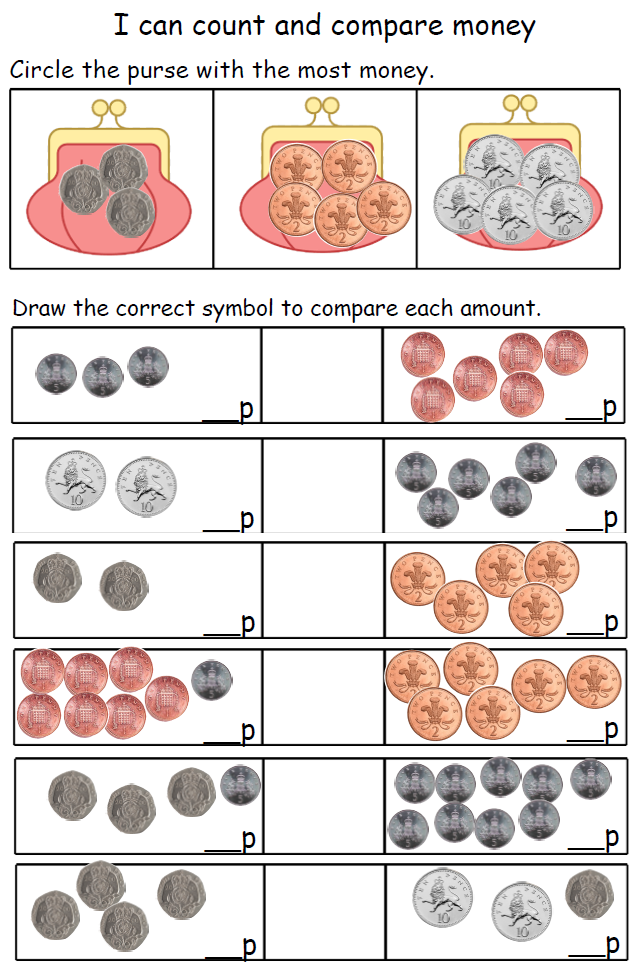 I can count and compare money
Circle the purse with the most money.
Draw the correct symbol to compare each amount.
___p ___p
___p ___p
___p ___p
___p ___p
___p ___p
___p ___p